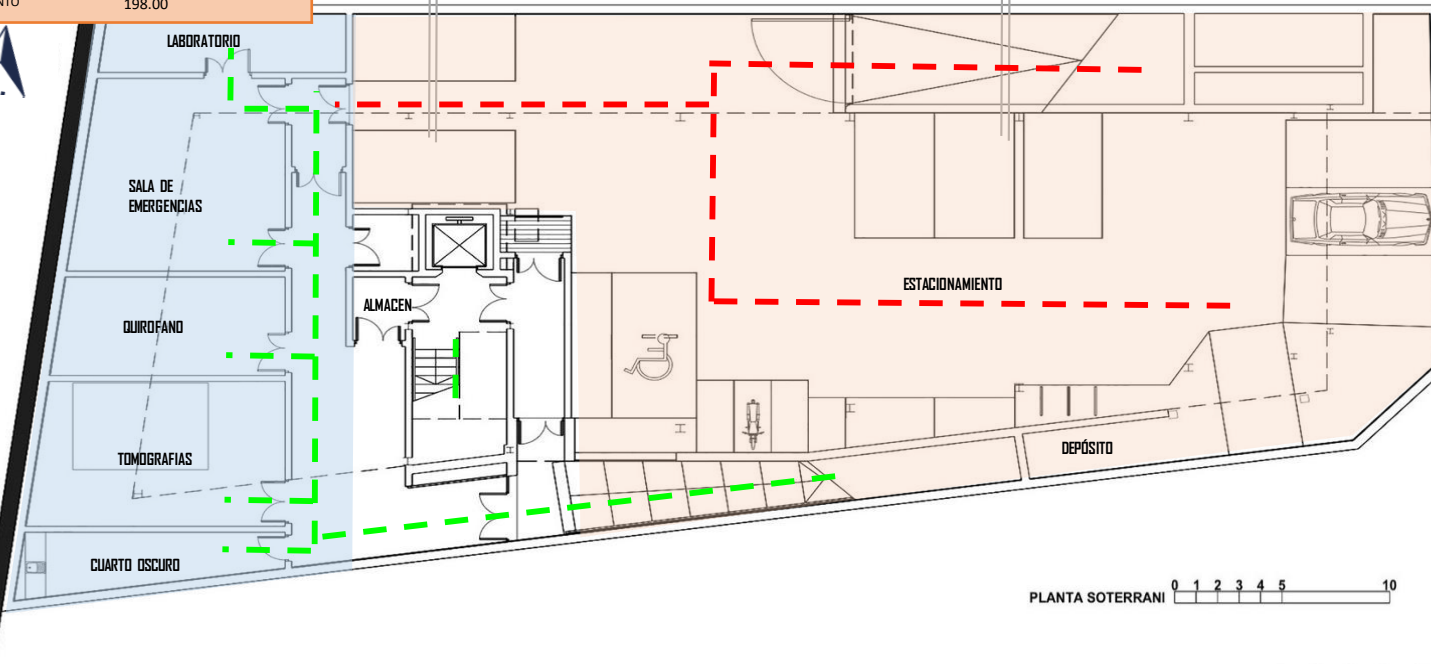 198.00
LABORATORIO
SALA DE
EMERGENCIAS
QUIROFANO
ALMACEN
ESTACIONAMIENTO
TOMOGRAFIAS
DEPÓSITO
CUARTO OSCURO
0 1 2 3 4 5 10
PLANTA SOTERRANI